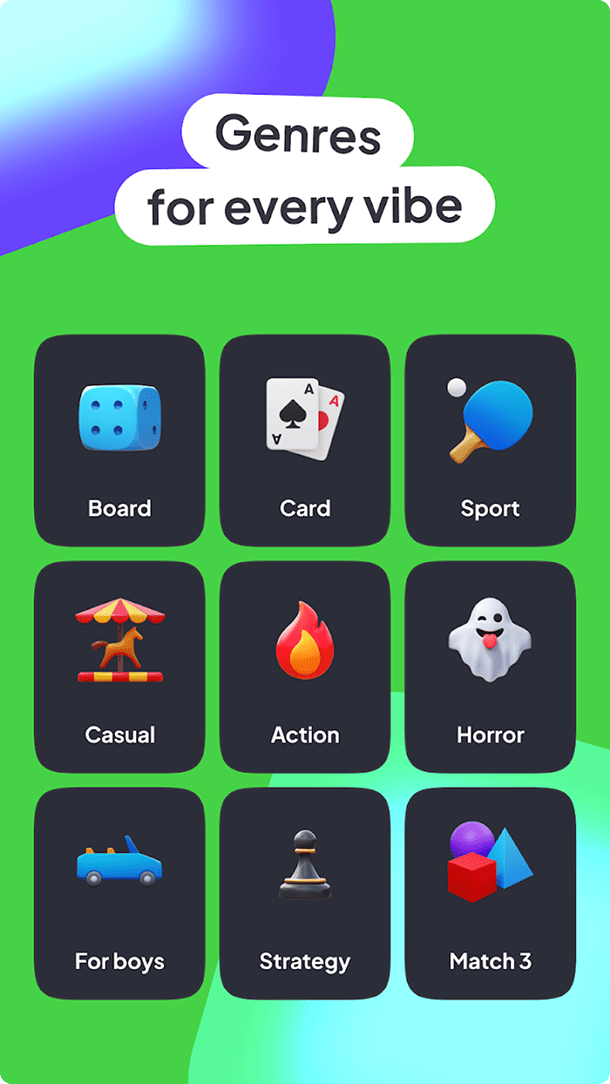 Genres
for every vibe
A
A
A
Board
Card
Sport
Casual
Action
Horror
For boys
Strategy
Match 3